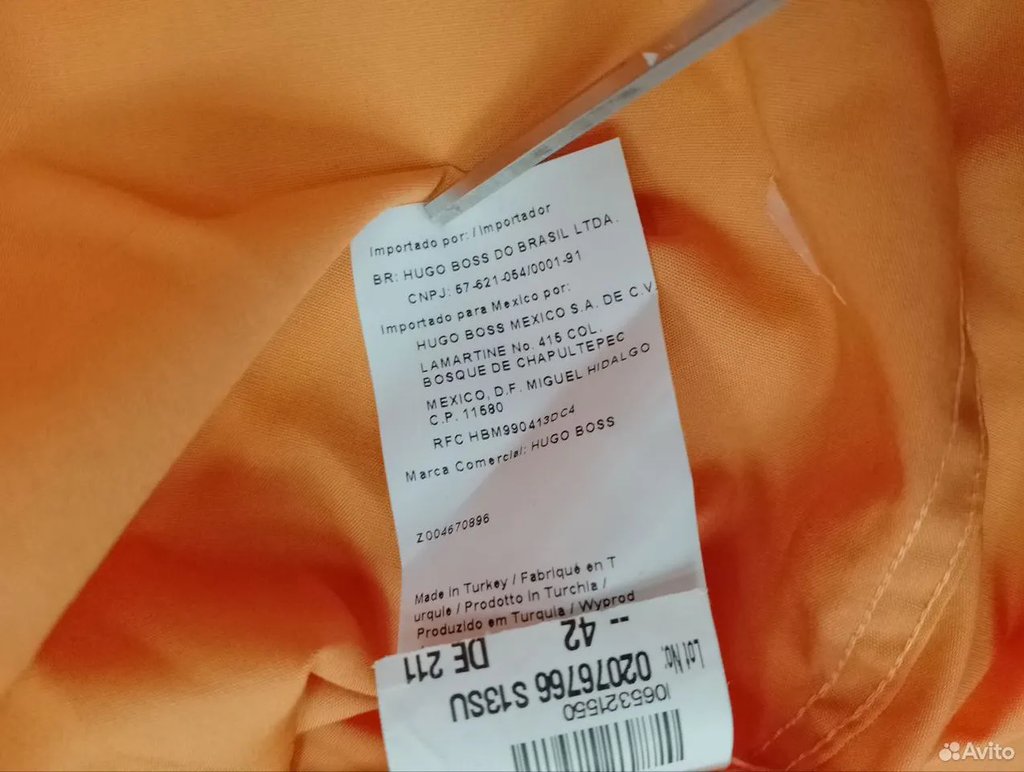 Importado por: / Importador
BR: HUGO BOSS DO BRASIL LTDA.
CNPJ: 57-621-054/0001-91
Importado para Mexico por:
HUGO BOSS MEXICO S.A. DE C.V
LAMARTINE No. 415 COL.
BOSQUE DE CHAPULTEPEC
MEXICO, D.F. MIGUEL HIDALGO
C.P. 11580
RFC HBM990413DC4
Marca Comercial: HUGO BOSS
Z004670896
Made in Turkey / Fabriqué en T
urquie / Prodotto in Turchia /
Produzido em Turquia / Wyprod
-- 42
DE 211
Lot No: 02076766 S13SU
I065321550
Avito